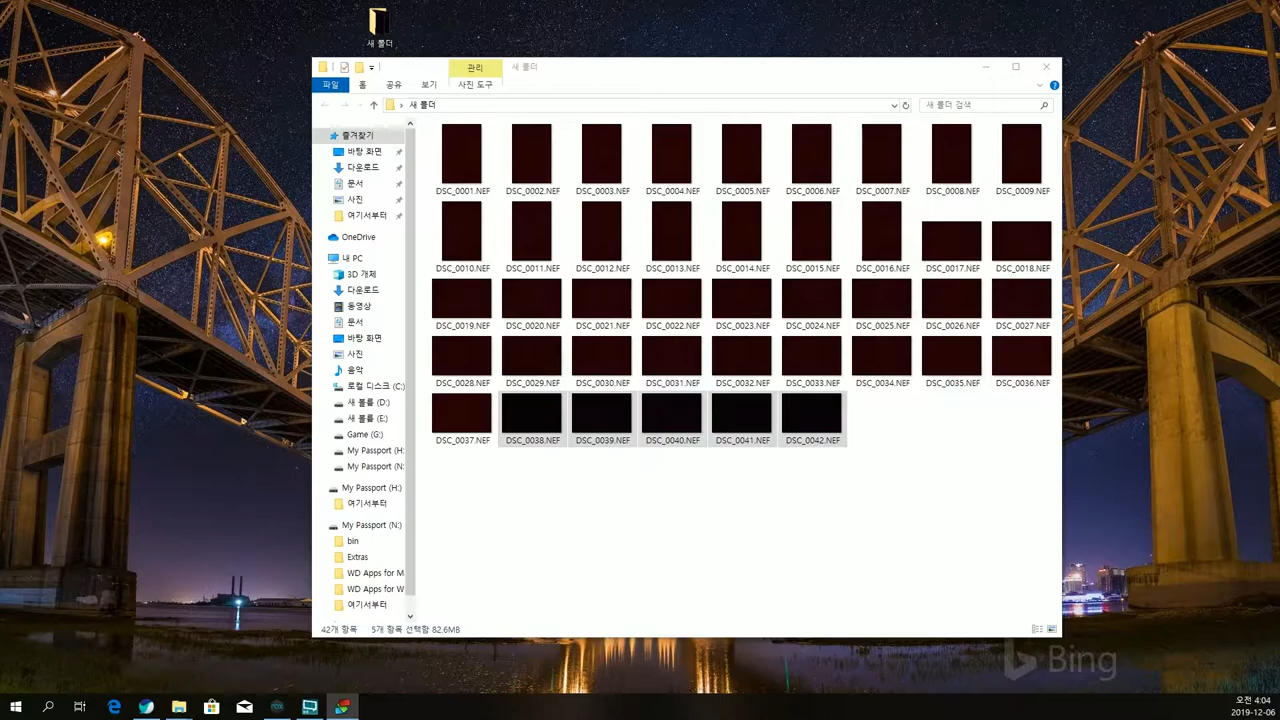 새 폴더
관리
새 폴더
파일
홈
공유
보기
사진 도구
새 폴더
새 폴더 검색
즐겨찾기
바탕 화면
다운로드
문서
사진
여기서부터
OneDrive
내 PC
3D 개체
다운로드
동영상
문서
바탕 화면
사진
음악
로컬 디스크 (C:)
새 볼륨 (D:)
새 볼륨 (E:)
Game (G:)
My Passport (H:
My Passport (N:
My Passport (H:)
여기서부터
My Passport (N:)
bin
Extras
WD Apps for M
WD Apps for W
여기서부터
DSC_0001.NEF DSC_0002.NEF DSC_0003.NEF DSC_0004.NEF DSC_0005.NEF DSC_0006.NEF DSC_0007.NEF DSC_0008.NEF DSC_0009.NEF
DSC_0010.NEF DSC_0011.NEF DSC_0012.NEF DSC_0013.NEF DSC_0014.NEF DSC_0015.NEF DSC_0016.NEF DSC_0017.NEF DSC_0018.NEF
DSC_0019.NEF DSC_0020.NEF DSC_0021.NEF DSC_0022.NEF DSC_0023.NEF DSC_0024.NEF DSC_0025.NEF DSC_0026.NEF DSC_0027.NEF
DSC_0028.NEF DSC_0029.NEF DSC_0030.NEF DSC_0031.NEF DSC_0032.NEF DSC_0033.NEF DSC_0034.NEF DSC_0035.NEF DSC_0036.NEF
DSC_0037.NEF DSC_0038.NEF DSC_0039.NEF DSC_0040.NEF DSC_0041.NEF DSC_0042.NEF
42개 항목 5개 항목 선택함 82.6MB
Bing
오전 4:04
2019-12-06